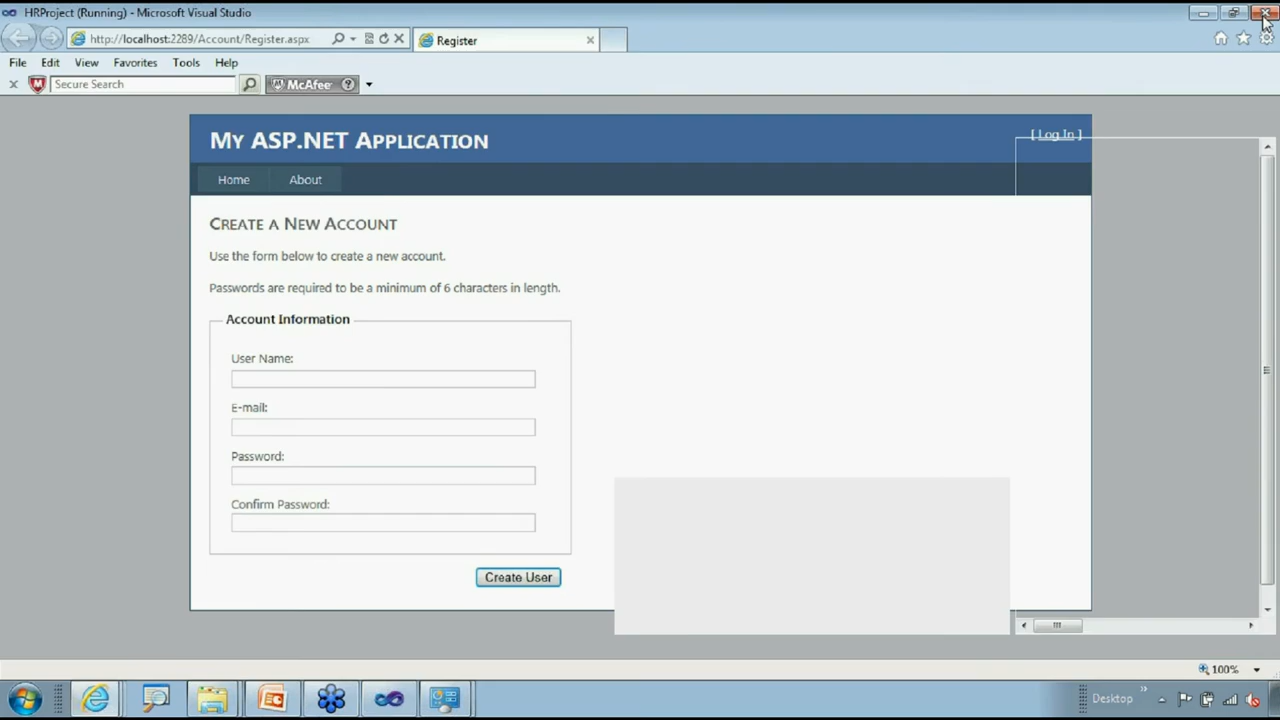 HRProject (Running) - Microsoft Visual Studio
http://localhost:2289/Account/Register.aspx
Register
File Edit View Favorites Tools Help
Secure Search
McAfee
MY ASP.NET APPLICATION
[ Log In ]
Home About
CREATE A NEW ACCOUNT
Use the form below to create a new account.
Passwords are required to be a minimum of 6 characters in length.
Account Information
User Name:
E-mail:
Password:
Confirm Password:
Create User
100%
Desktop